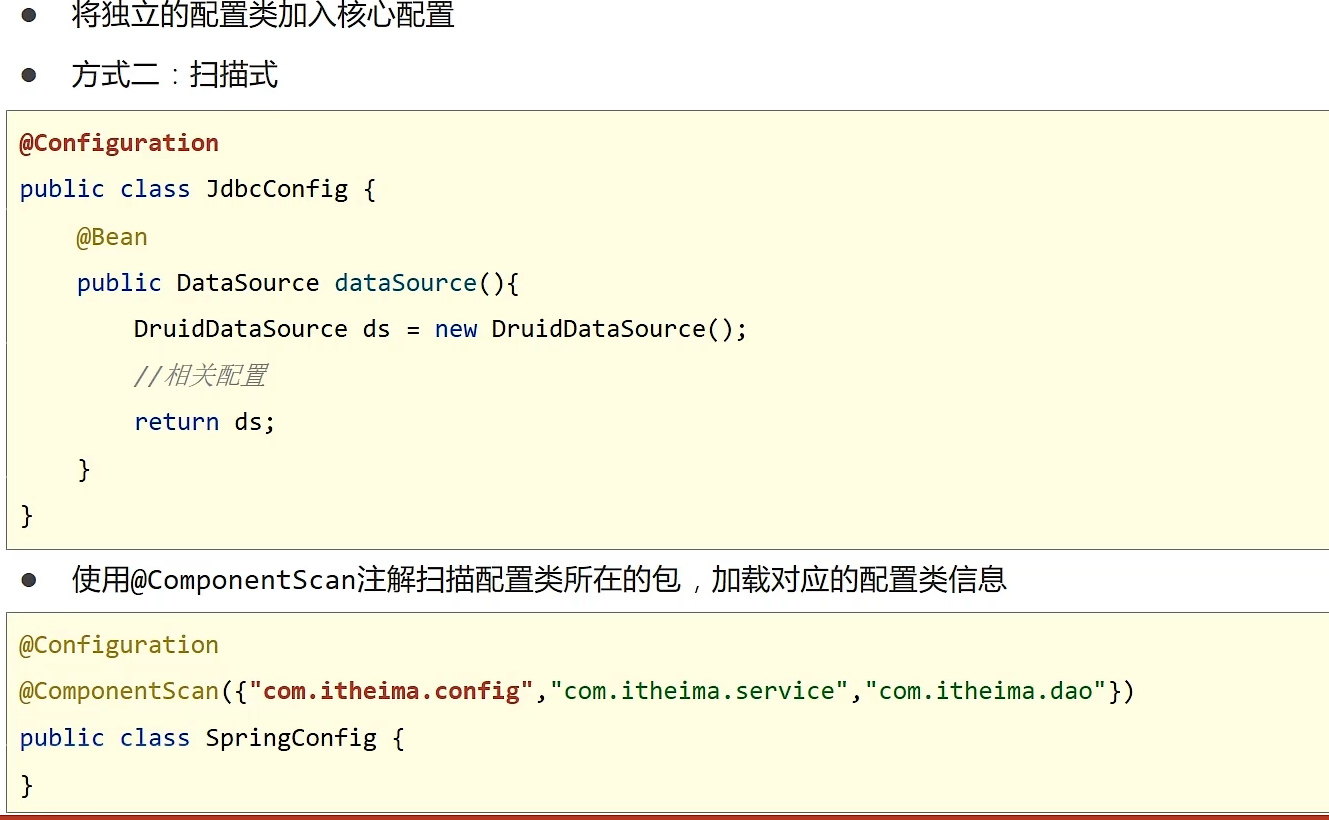 ● 将独立的配置类加入核心配置
● 方式二：扫描式
@Configuration
public class JdbcConfig {
    @Bean
    public DataSource dataSource(){
        DruidDataSource ds = new DruidDataSource();
        //相关配置
        return ds;
    }
}
● 使用@ComponentScan注解扫描配置类所在的包，加载对应的配置类信息
@Configuration
@ComponentScan({"com.itheima.config","com.itheima.service","com.itheima.dao"})
public class SpringConfig {
}